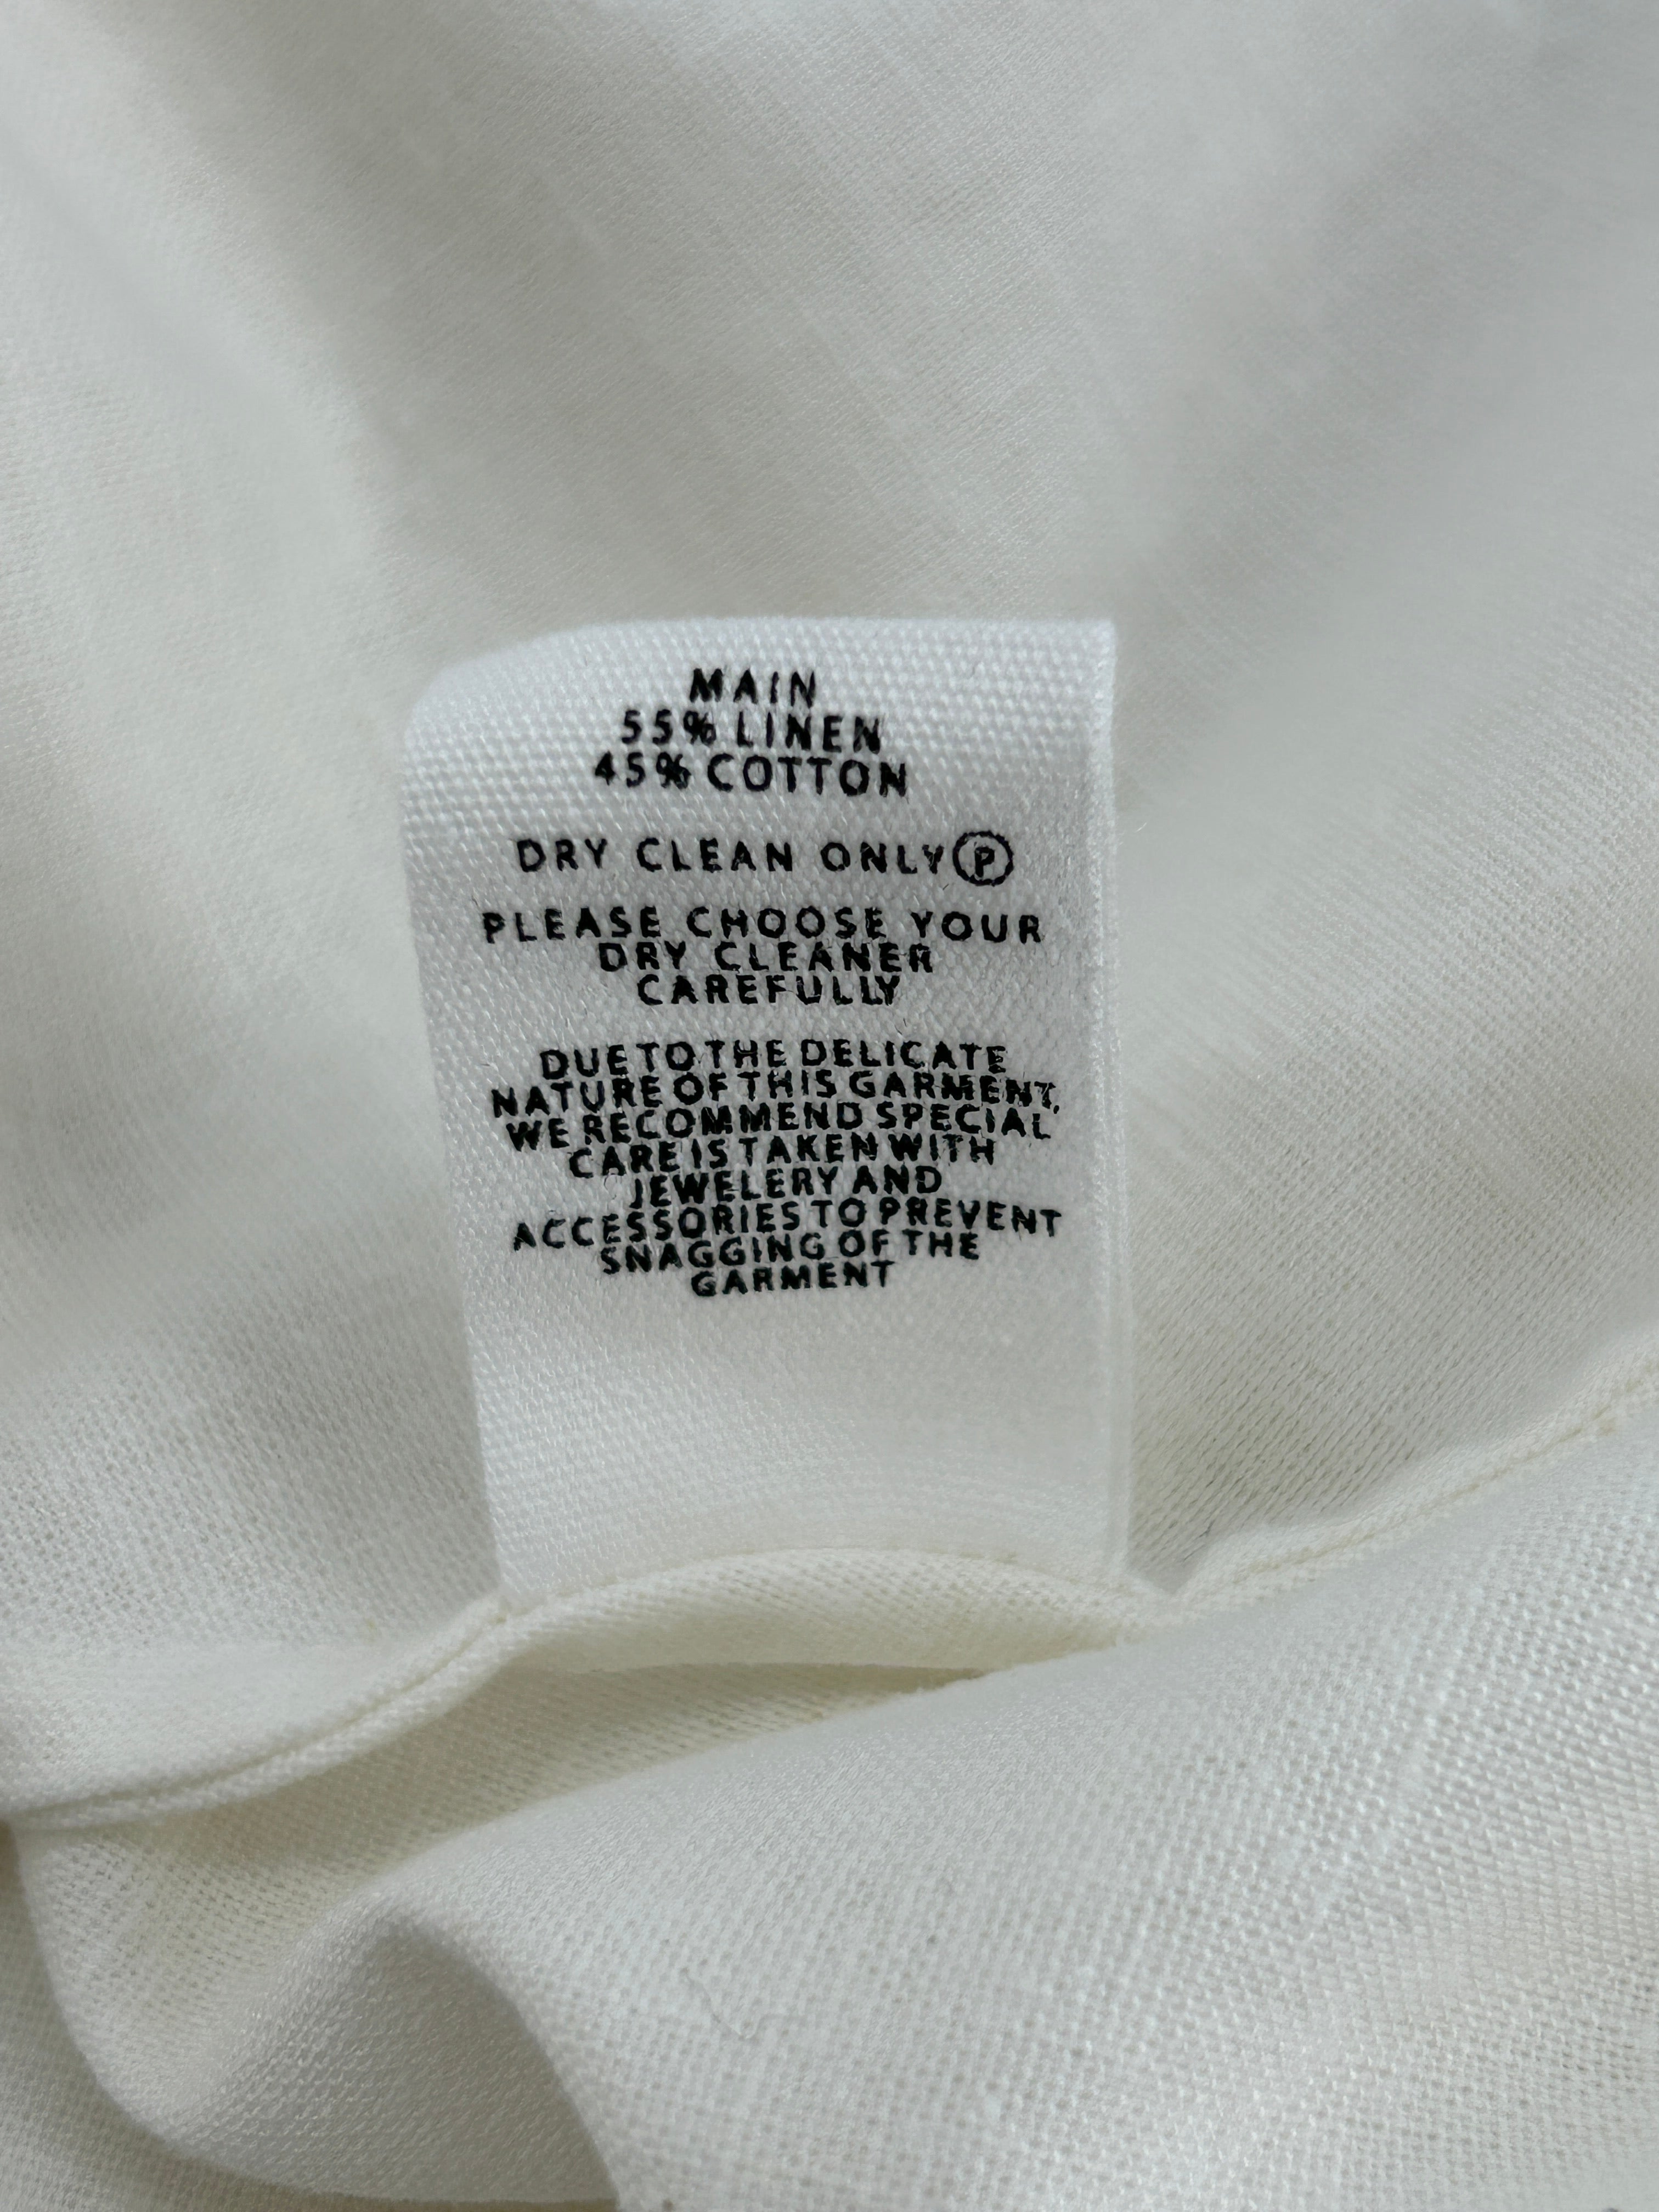 MAIN
55% LINEN
45% COTTON
DRY CLEAN ONLY Ⓟ
PLEASE CHOOSE YOUR
DRY CLEANER
CAREFULLY
DUE TO THE DELICATE
NATURE OF THIS GARMENT,
WE RECOMMEND SPECIAL
CARE IS TAKEN WITH
JEWELERY AND
ACCESSORIES TO PREVENT
SNAGGING OF THE
GARMENT